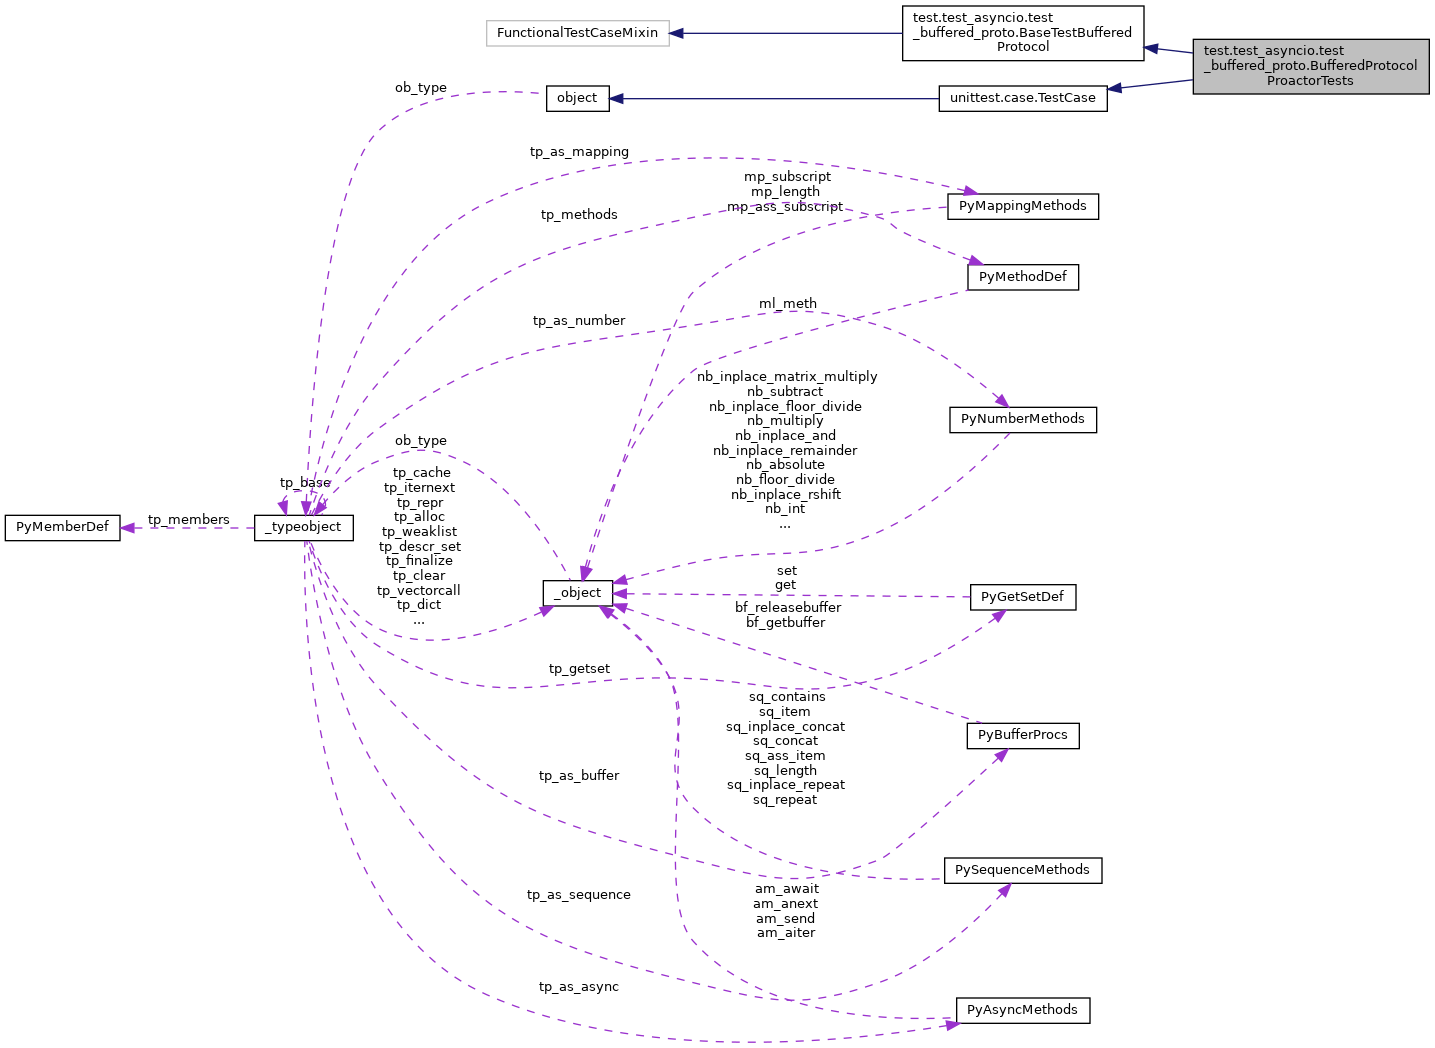 FunctionalTestCaseMixin
test.test_asyncio.test
_buffered_proto.BaseTestBuffered
Protocol
test.test_asyncio.test
_buffered_proto.BufferedProtocol
ProactorTests
ob_type
object
unittest.case.TestCase
tp_as_mapping
mp_subscript
mp_length
mp_ass_subscript
PyMappingMethods
tp_methods
PyMethodDef
ml_meth
tp_as_number
nb_inplace_matrix_multiply
nb_subtract
nb_inplace_floor_divide
nb_multiply
nb_inplace_and
nb_inplace_remainder
nb_absolute
nb_floor_divide
nb_inplace_rshift
nb_int
...
PyNumberMethods
ob_type
tp_base
tp_cache
tp_iternext
tp_repr
tp_alloc
tp_weaklist
tp_descr_set
tp_finalize
tp_clear
tp_vectorcall
tp_dict
...
PyMemberDef
tp_members
_typeobject
_object
set
get
PyGetSetDef
bf_releasebuffer
bf_getbuffer
tp_getset
sq_contains
sq_item
sq_inplace_concat
sq_concat
sq_ass_item
sq_length
sq_inplace_repeat
sq_repeat
PyBufferProcs
tp_as_buffer
PySequenceMethods
tp_as_sequence
am_await
am_anext
am_send
am_aiter
tp_as_async
PyAsyncMethods